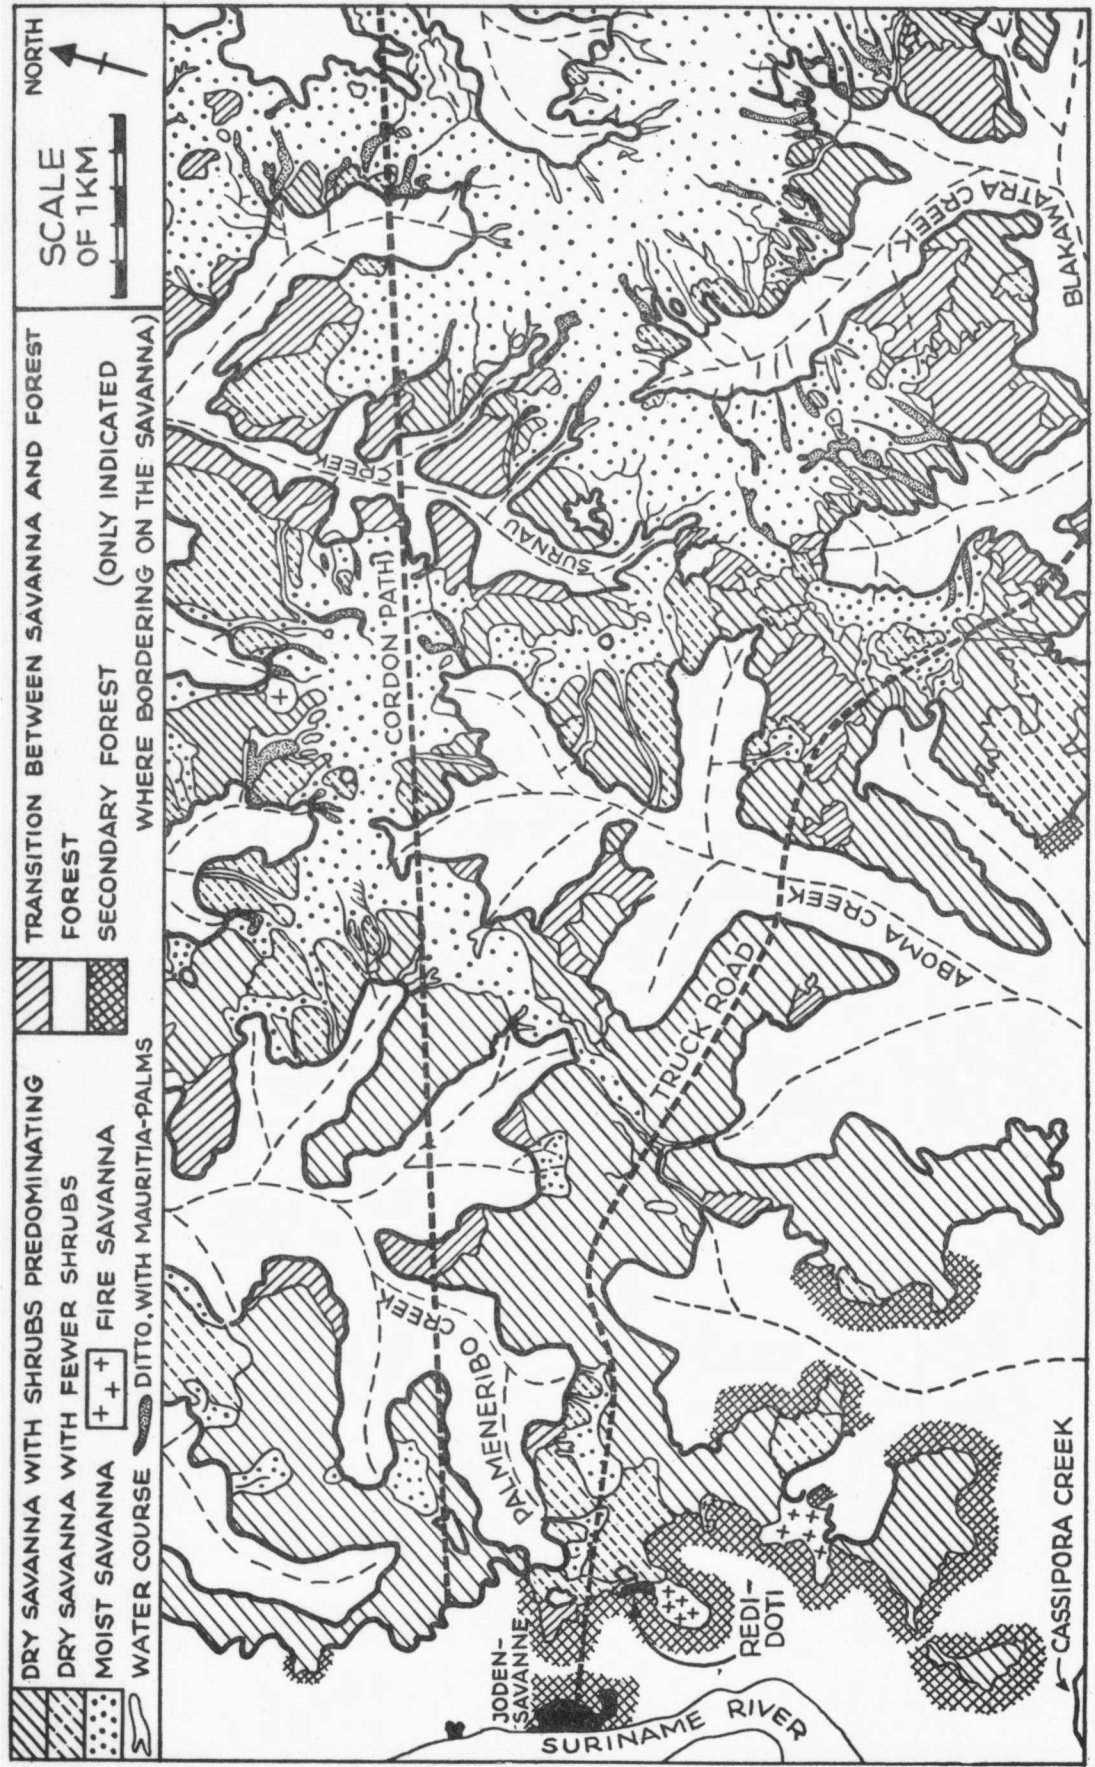 DRY SAVANNA WITH SHRUBS PREDOMINATING
DRY SAVANNA WITH FEWER SHRUBS
MOIST SAVANNA
FIRE SAVANNA
WATER COURSE
DITTO, WITH MAURITIA-PALMS
TRANSITION BETWEEN SAVANNA AND FOREST
FOREST
SECONDARY FOREST (ONLY INDICATED
WHERE BORDERING ON THE SAVANNA)
SCALE
OF 1 KM
NORTH
CORDON PATH
SURNAU CREEK
PALMENERIBO CREEK
TRUCK ROAD
ABOMA CREEK
BLAKAWATRA CREEK
JODEN-
SAVANNE
REDI-
DOTI
SURINAME RIVER
CASSIPORA CREEK